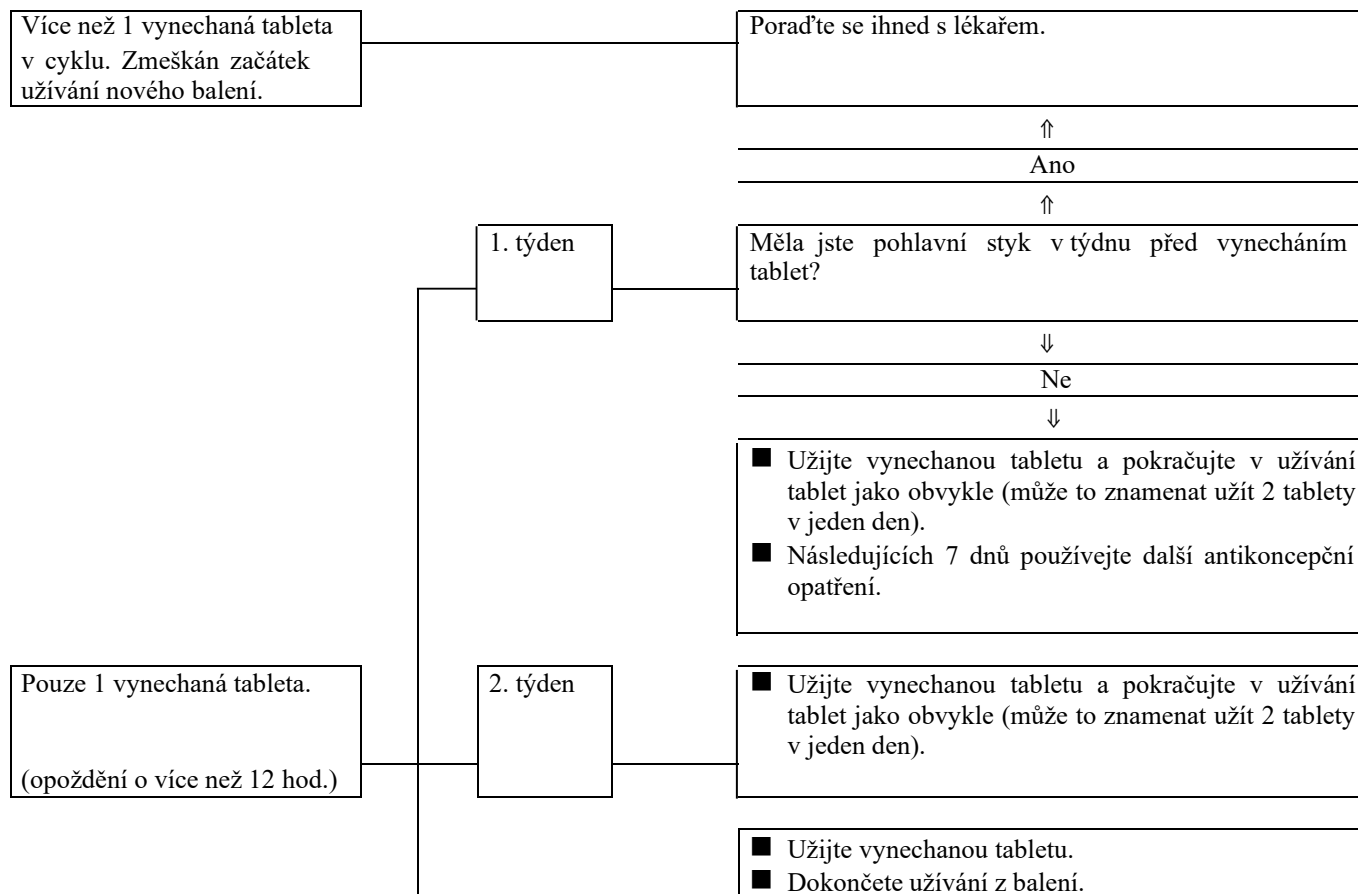 Více než 1 vynechaná tableta
v cyklu. Zmeškán začátek
užívání nového balení.
Poraďte se ihned s lékařem.
⇑
Ano
⇑
1. týden
Měla jste pohlavní styk v týdnu před vynecháním
tablet?
⇓
Ne
⇓
■ Užijte vynechanou tabletu a pokračujte v užívání
tablet jako obvykle (může to znamenat užít 2 tablety
v jeden den).
■ Následujících 7 dnů používejte další antikoncepční
opatření.
Pouze 1 vynechaná tableta.
(opoždění o více než 12 hod.)
2. týden
■ Užijte vynechanou tabletu a pokračujte v užívání
tablet jako obvykle (může to znamenat užít 2 tablety
v jeden den).
■ Užijte vynechanou tabletu.
■ Dokončete užívání z balení.